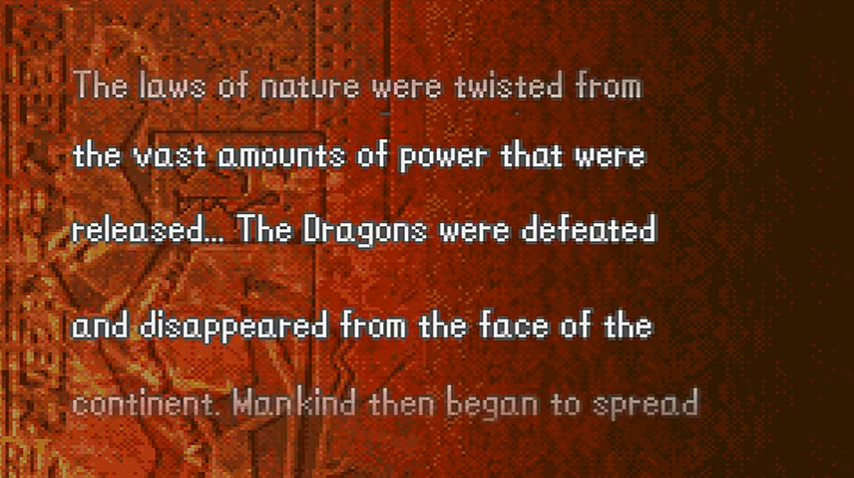 The laws of nature were twisted from
the vast amounts of power that were
released... The Dragons were defeated
and disappeared from the face of the
continent. Mankind then began to spread